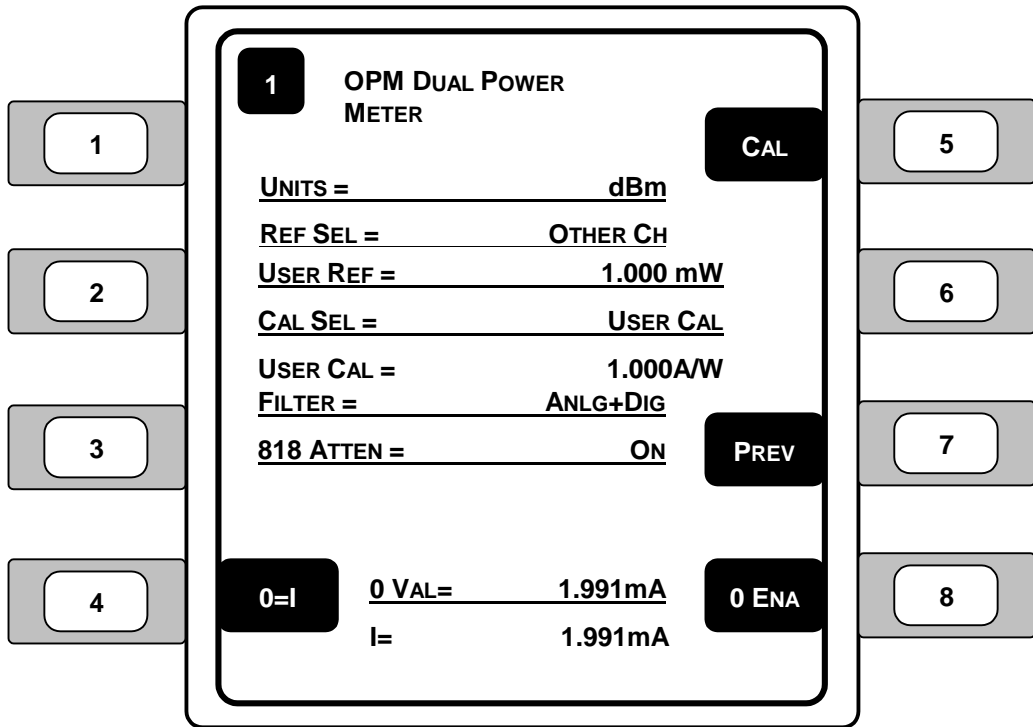 1
OPM DUAL POWER
METER
1
CAL
5
UNITS = dBm
REF SEL = OTHER CH
2
USER REF = 1.000 mW
6
CAL SEL = USER CAL
USER CAL = 1.000A/W
FILTER = ANLG+DIG
3
818 ATTEN = ON
PREV
7
4
0=I
0 VAL= 1.991mA
0 ENA
8
I= 1.991mA